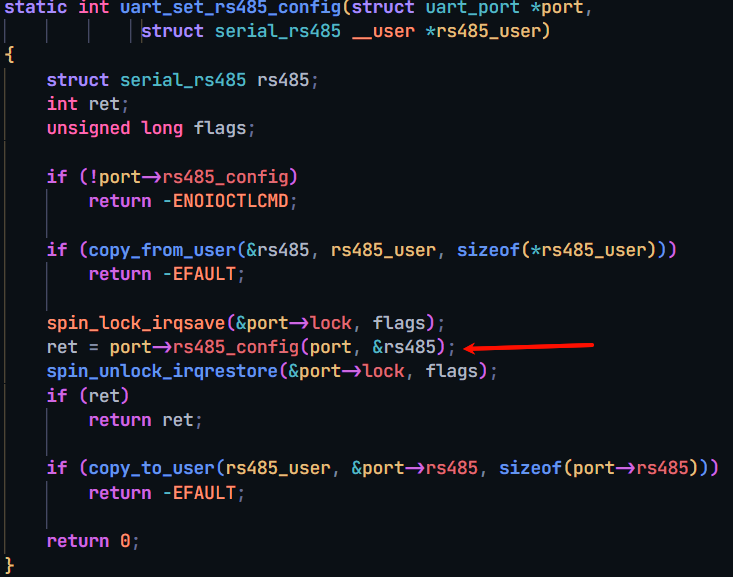 static int uart_set_rs485_config(struct uart_port *port,
struct serial_rs485 __user *rs485_user)
{
struct serial_rs485 rs485;
int ret;
unsigned long flags;
if (!port->rs485_config)
return -ENOIOCTLCMD;
if (copy_from_user(&rs485, rs485_user, sizeof(*rs485_user)))
return -EFAULT;
spin_lock_irqsave(&port->lock, flags);
ret = port->rs485_config(port, &rs485);
spin_unlock_irqrestore(&port->lock, flags);
if (ret)
return ret;
if (copy_to_user(rs485_user, &port->rs485, sizeof(port->rs485)))
return -EFAULT;
return 0;
}